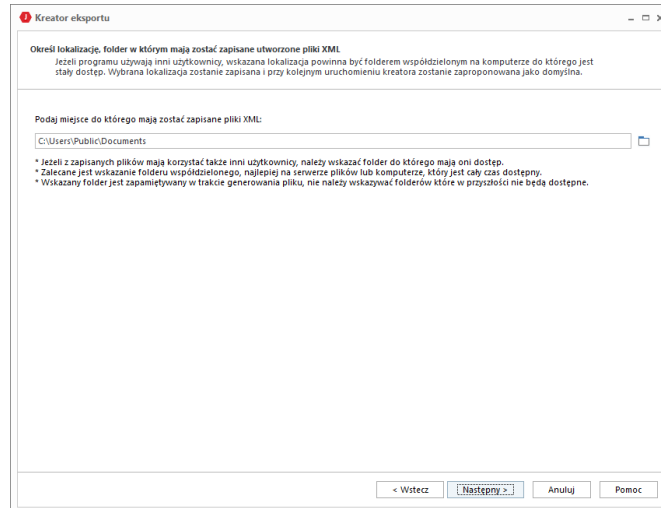 Kreator eksportu
Określ lokalizację, folder w którym mają zostać zapisane utworzone pliki XML
Jeżeli programu używają inni użytkownicy, wskazana lokalizacja powinna być folderem współdzielonym na komputerze do którego jest
stały dostęp. Wybrana lokalizacja zostanie zapisana i przy kolejnym uruchomieniu kreatora zostanie zaproponowana jako domyślna.
Podaj miejsce do którego mają zostać zapisane pliki XML:
C:\Users\Public\Documents
* Jeżeli z zapisanych plików mają korzystać także inni użytkownicy, należy wskazać folder do którego mają oni dostęp.
* Zalecane jest wskazanie folderu współdzielonego, najlepiej na serwerze plików lub komputerze, który jest cały czas dostępny.
* Wskazany folder jest zapamiętywany w trakcie generowania pliku, nie należy wskazywać folderów które w przyszłości nie będą dostępne.
< Wstecz Następny > Anuluj Pomoc